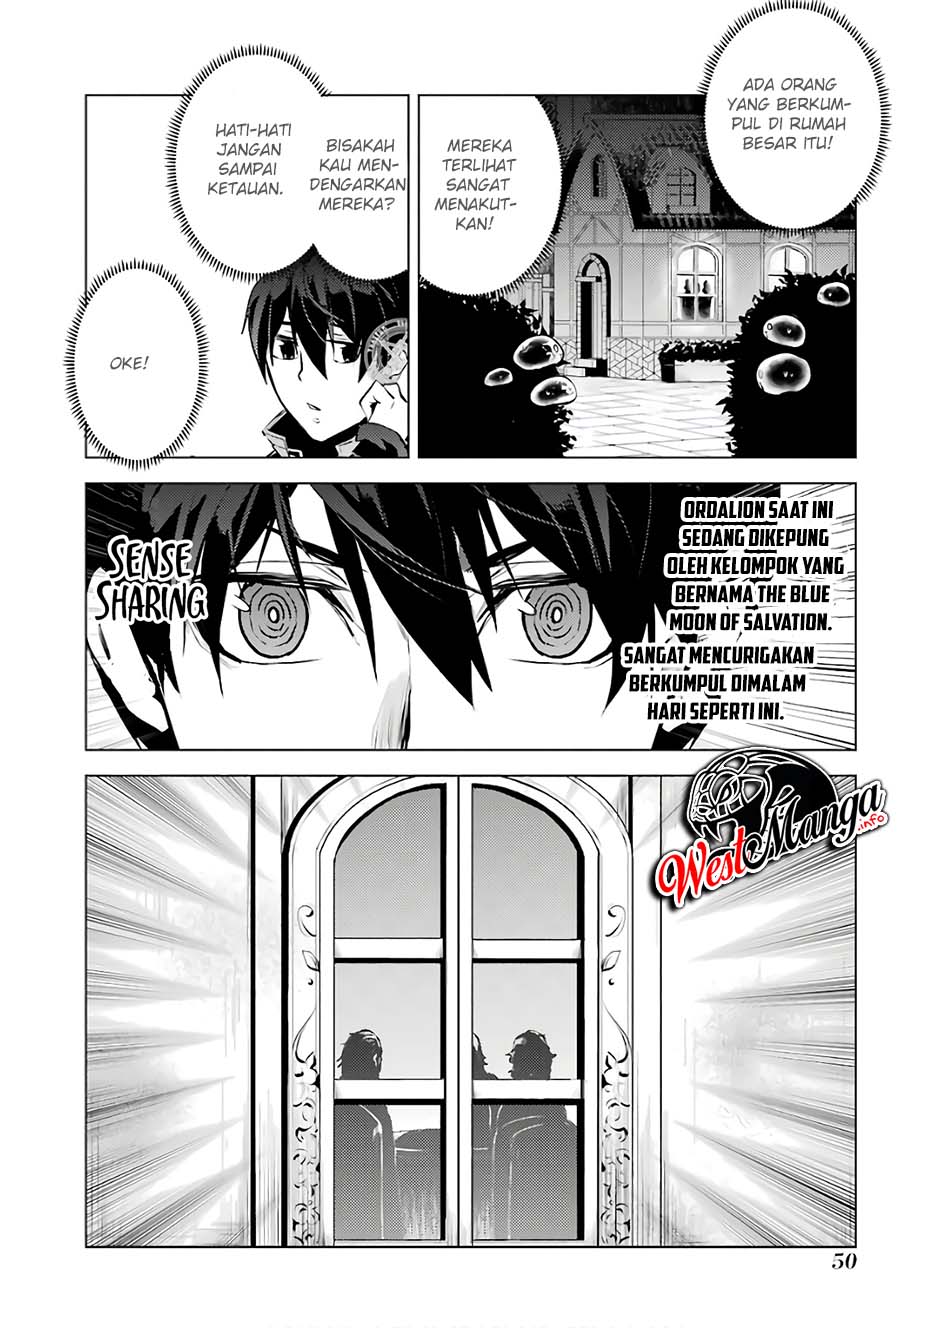 ADA ORANG
YANG BERKUM-
PUL DI RUMAH
BESAR ITU!
MEREKA
TERLIHAT
SANGAT
MENAKUT-
KAN!
BISAKAH
KAU MEN-
DENGARKAN
MEREKA?
HATI-HATI
JANGAN
SAMPAI
KETAUAN.
OKE!
ORDALION SAAT INI
SEDANG DIKEPUNG
OLEH KELOMPOK YANG
BERNAMA THE BLUE
MOON OF SALVATION.
SANGAT MENCURIGAKAN
BERKUMPUL DIMALAM
HARI SEPERTI INI.
SENSE
SHARING
WestManga
.info
50